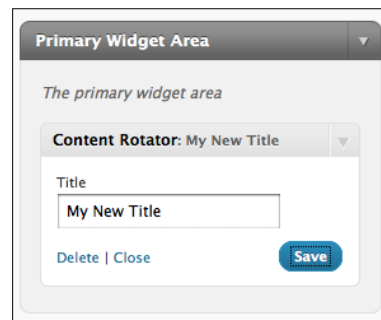 Primary Widget Area
The primary widget area
Content Rotator: My New Title
Title
My New Title
Delete | Close
Save